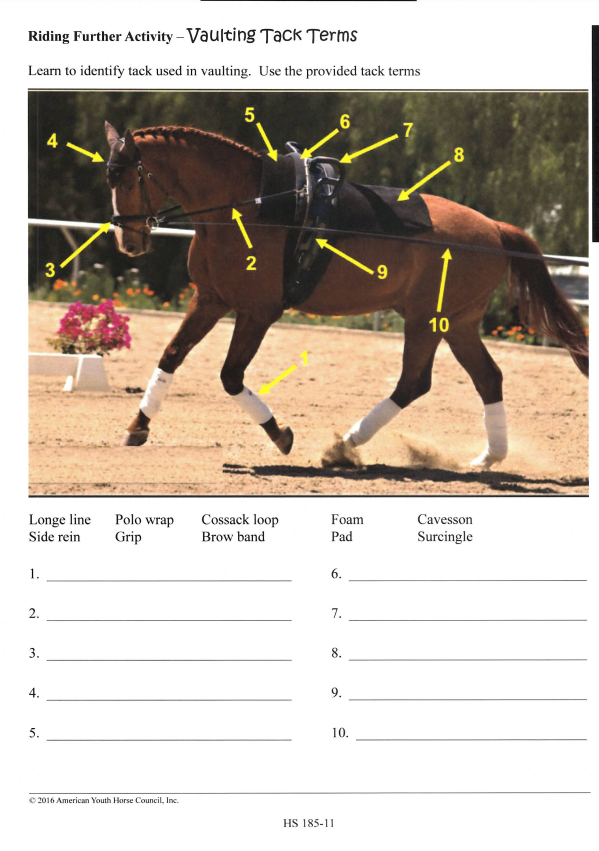 Riding Further Activity – Vaulting Tack Terms
Learn to identify tack used in vaulting. Use the provided tack terms
5
6
7
4
8
3
2
9
10
1
Longe line Polo wrap Cossack loop Foam Cavesson
Side rein Grip Brow band Pad Surcingle
1. 6.
2. 7.
3. 8.
4. 9.
5. 10.
© 2016 American Youth Horse Council, Inc.
HS 185-11